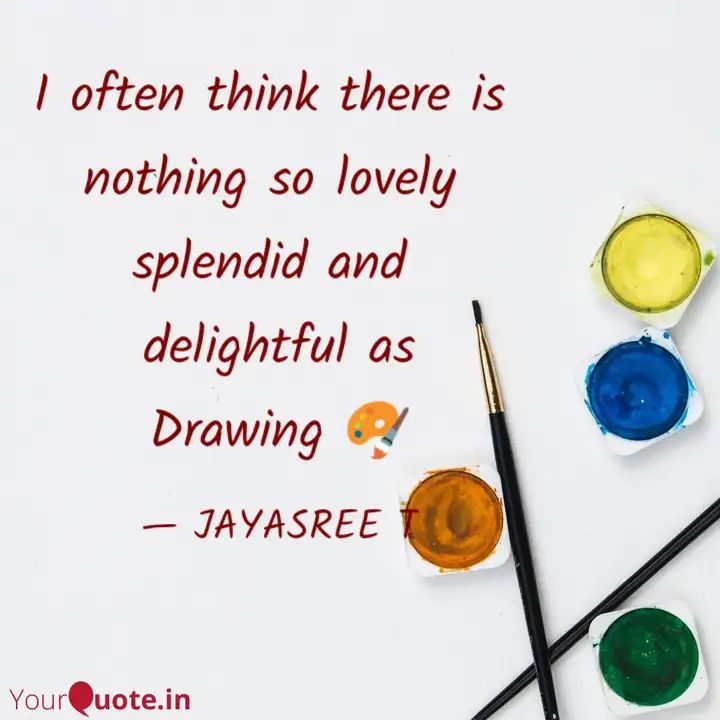 I often think there is
nothing so lovely
splendid and
delightful as
Drawing 🎨
— JAYASREE T
YourQuote.in